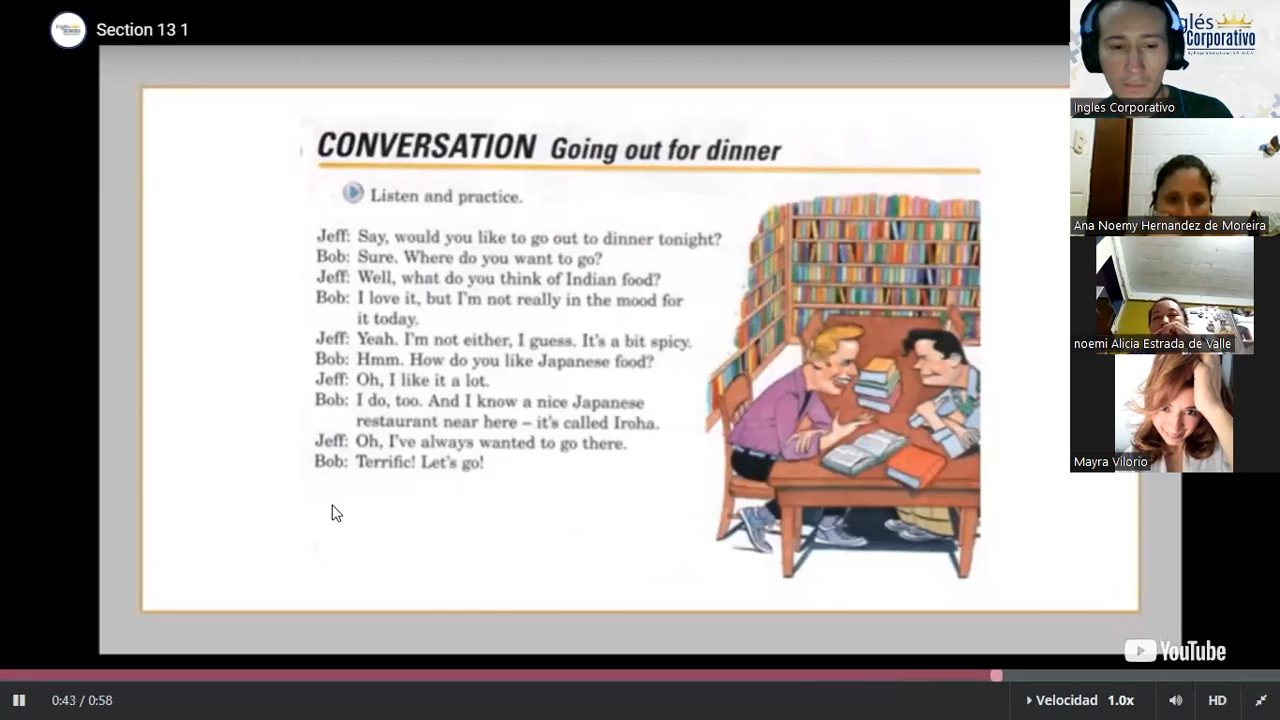 Section 13 1
CONVERSATION Going out for dinner
Listen and practice.
Jeff: Say, would you like to go out to dinner tonight?
Bob: Sure. Where do you want to go?
Jeff: Well, what do you think of Indian food?
Bob: I love it, but I'm not really in the mood for
it today.
Jeff: Yeah. I'm not either, I guess. It's a bit spicy.
Bob: Hmm. How do you like Japanese food?
Jeff: Oh, I like it a lot.
Bob: I do, too. And I know a nice Japanese
restaurant near here – it's called Iroha.
Jeff: Oh, I've always wanted to go there.
Bob: Terrific! Let's go!
glés
Corporativo
Ingles Corporativo
Ana Noemy Hernandez de Moreira
noemi Alicia Estrada de Valle
Mayra Vilorio
YouTube
0:43 / 0:58
Velocidad 1.0x
HD